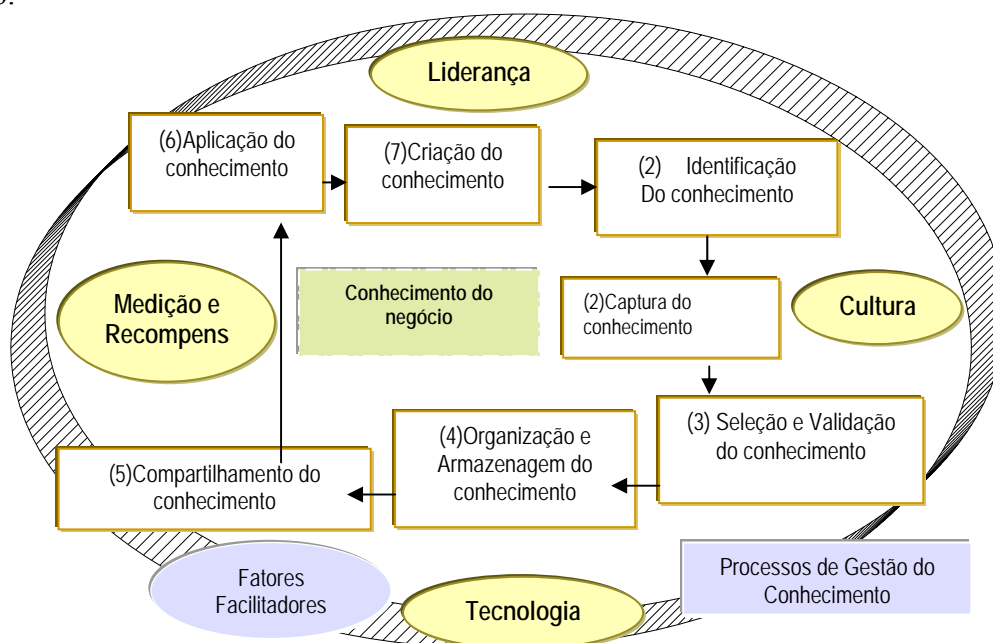 Liderança
(6)Aplicação do
conhecimento
(7)Criação do
conhecimento
(2) Identificação
Do conhecimento
Medição e
Recompens
Conhecimento do
negócio
(2)Captura do
conhecimento
Cultura
(3) Seleção e Validação
do conhecimento
(4)Organização e
Armazenagem do
conhecimento
(5)Compartilhamento do
conhecimento
Fatores
Facilitadores
Tecnologia
Processos de Gestão do
Conhecimento